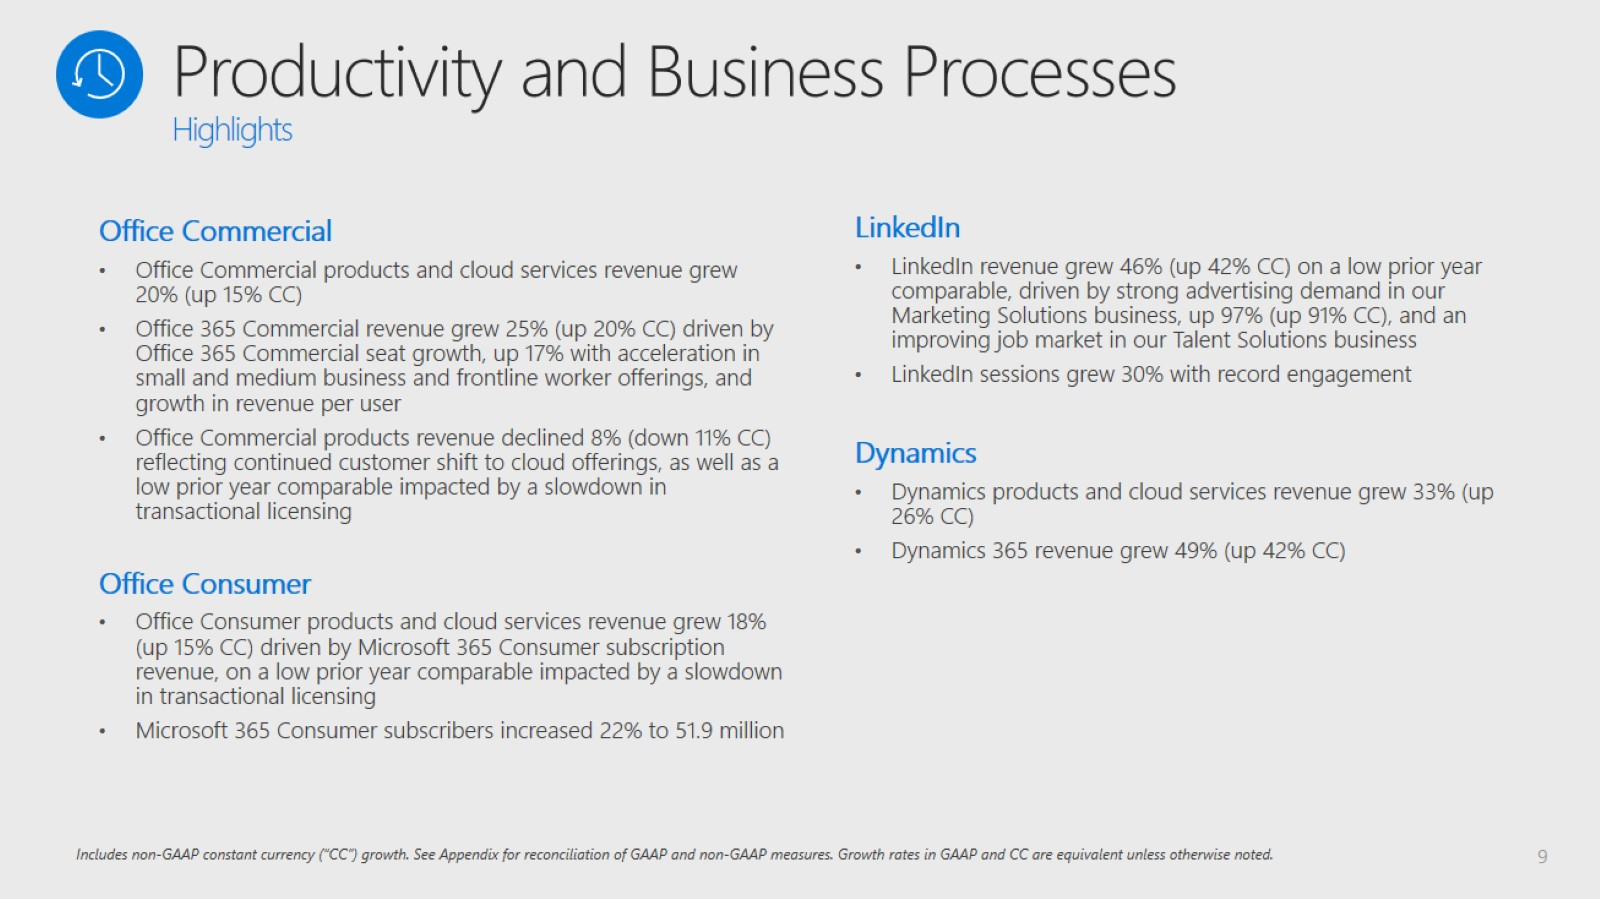 Productivity and Business Processes
Highlights
Office Commercial
• Office Commercial products and cloud services revenue grew
20% (up 15% CC)
• Office 365 Commercial revenue grew 25% (up 20% CC) driven by
Office 365 Commercial seat growth, up 17% with acceleration in
small and medium business and frontline worker offerings, and
growth in revenue per user
• Office Commercial products revenue declined 8% (down 11% CC)
reflecting continued customer shift to cloud offerings, as well as a
low prior year comparable impacted by a slowdown in
transactional licensing
Office Consumer
• Office Consumer products and cloud services revenue grew 18%
(up 15% CC) driven by Microsoft 365 Consumer subscription
revenue, on a low prior year comparable impacted by a slowdown
in transactional licensing
• Microsoft 365 Consumer subscribers increased 22% to 51.9 million
LinkedIn
• LinkedIn revenue grew 46% (up 42% CC) on a low prior year
comparable, driven by strong advertising demand in our
Marketing Solutions business, up 97% (up 91% CC), and an
improving job market in our Talent Solutions business
• LinkedIn sessions grew 30% with record engagement
Dynamics
• Dynamics products and cloud services revenue grew 33% (up
26% CC)
• Dynamics 365 revenue grew 49% (up 42% CC)
Includes non-GAAP constant currency (“CC”) growth. See Appendix for reconciliation of GAAP and non-GAAP measures. Growth rates in GAAP and CC are equivalent unless otherwise noted.
9